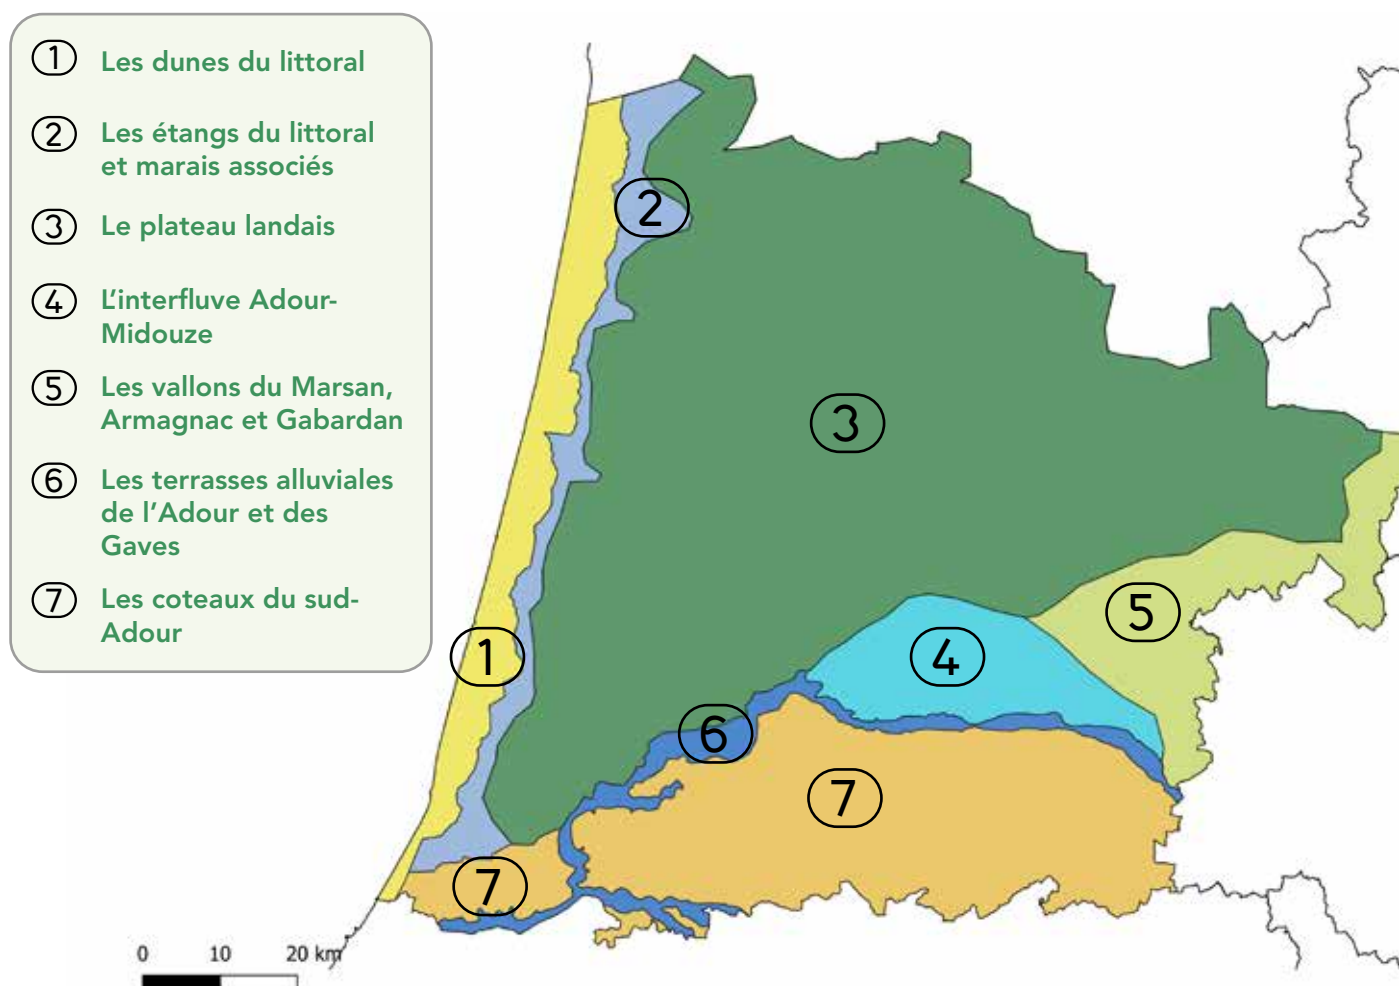 1 Les dunes du littoral
2 Les étangs du littoral
et marais associés
3 Le plateau landais
4 L'interfluve Adour-
Midouze
5 Les vallons du Marsan,
Armagnac et Gabardan
6 Les terrasses alluviales
de l'Adour et des
Gaves
7 Les coteaux du sud-
Adour
2
3
5
1
4
6
7
7
0 10 20 km